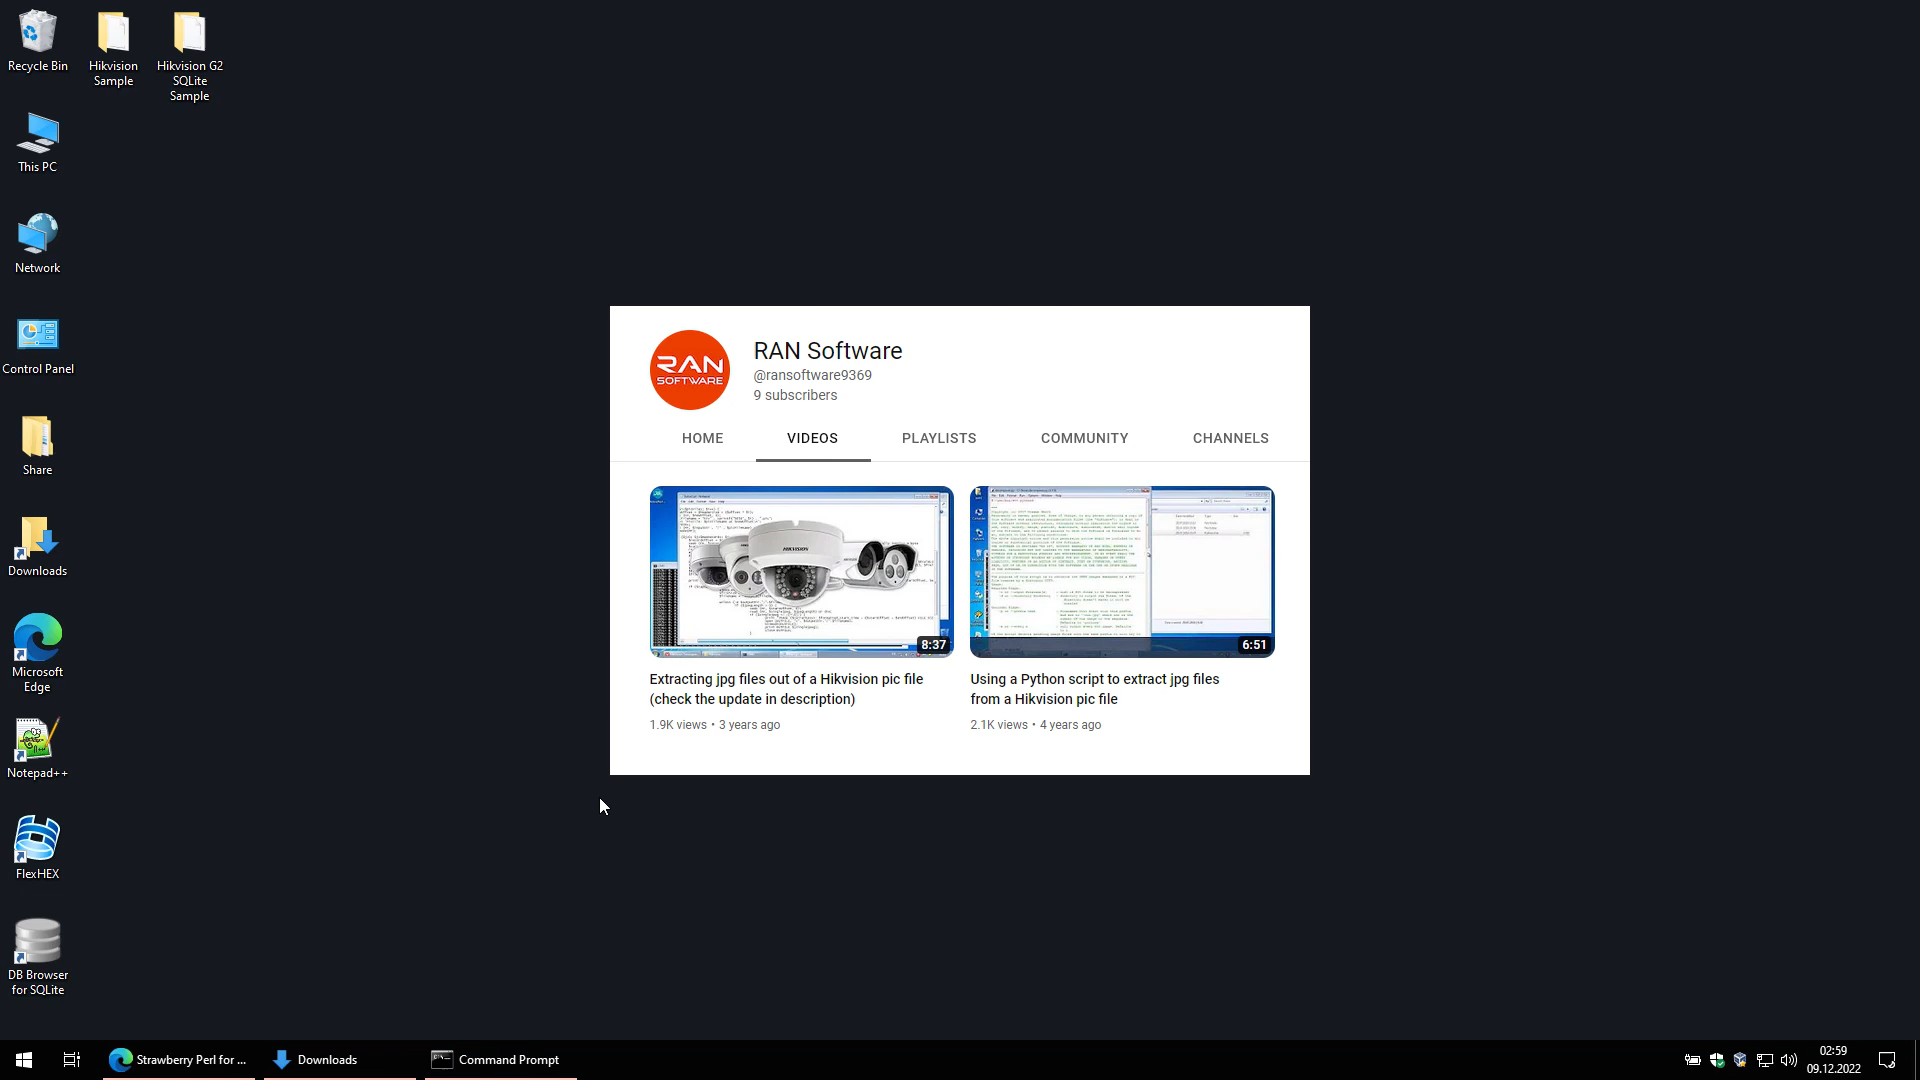 Recycle Bin
Hikvision
Sample
Hikvision G2
SQLite
Sample
This PC
Network
Control Panel
Share
Downloads
Microsoft
Edge
Notepad++
FlexHEX
DB Browser
for SQLite
RAN
SOFTWARE
RAN Software
@ransoftware9369
9 subscribers
HOME
VIDEOS
PLAYLISTS
COMMUNITY
CHANNELS
HIKVISION
8:37
6:51
Extracting jpg files out of a Hikvision pic file
(check the update in description)
1.9K views • 3 years ago
Using a Python script to extract jpg files
from a Hikvision pic file
2.1K views • 4 years ago
Strawberry Perl for ...
Downloads
Command Prompt
02:59
09.12.2022